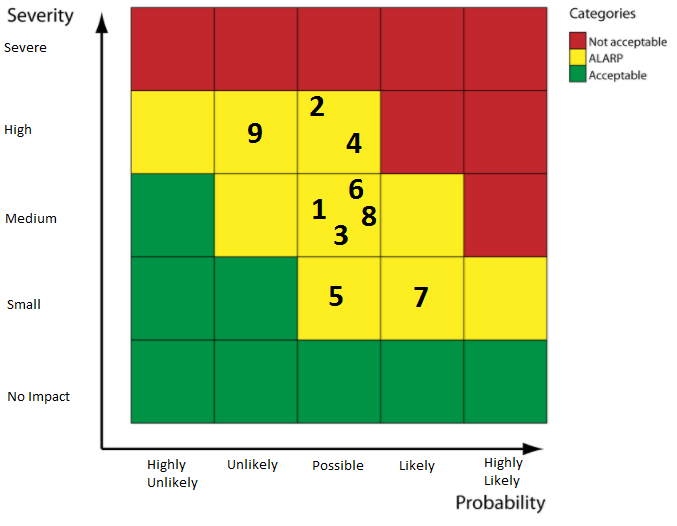 Severity
Categories
Not acceptable
ALARP
Acceptable
Severe
High
2
9
4
Medium
6
1
8
3
Small
5 7
No Impact
Highly
Unlikely
Unlikely
Possible
Likely
Highly
Likely
Probability